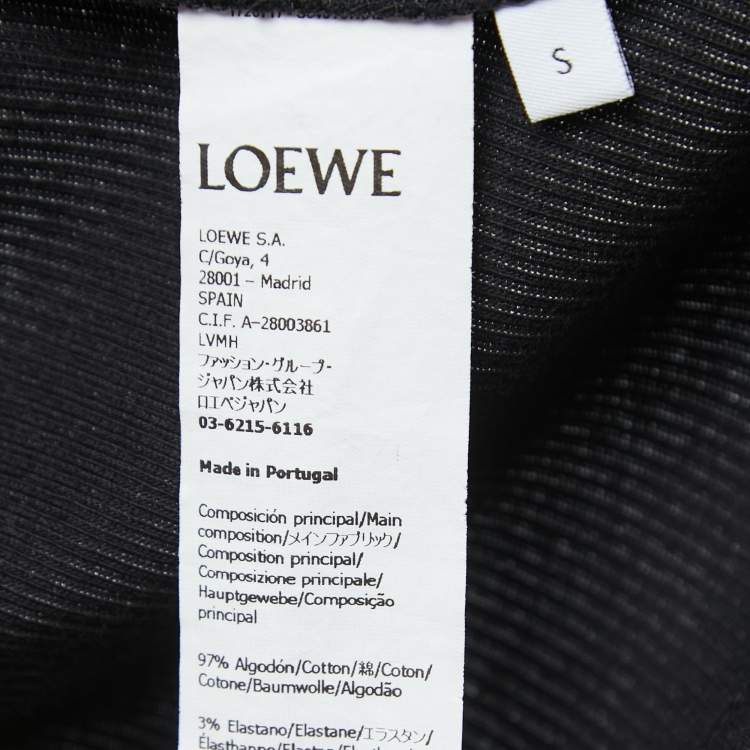 S
LOEWE
LOEWE S.A.
C/Goya, 4
28001 – Madrid
SPAIN
C.I.F. A-28003861
LVMH
ファッション・グループ・
ジャパン株式会社
ロエベジャパン
03-6215-6116
Made in Portugal
Composición principal/Main
composition/メインファブリック/
Composition principal/
Composizione principale/
Hauptgewebe/Composição
principal
97% Algodón/Cotton/綿/Coton/
Cotone/Baumwolle/Algodão
3% Elastano/Elastane/エラスタン/
Élasthanne/Elastan/Elastane/